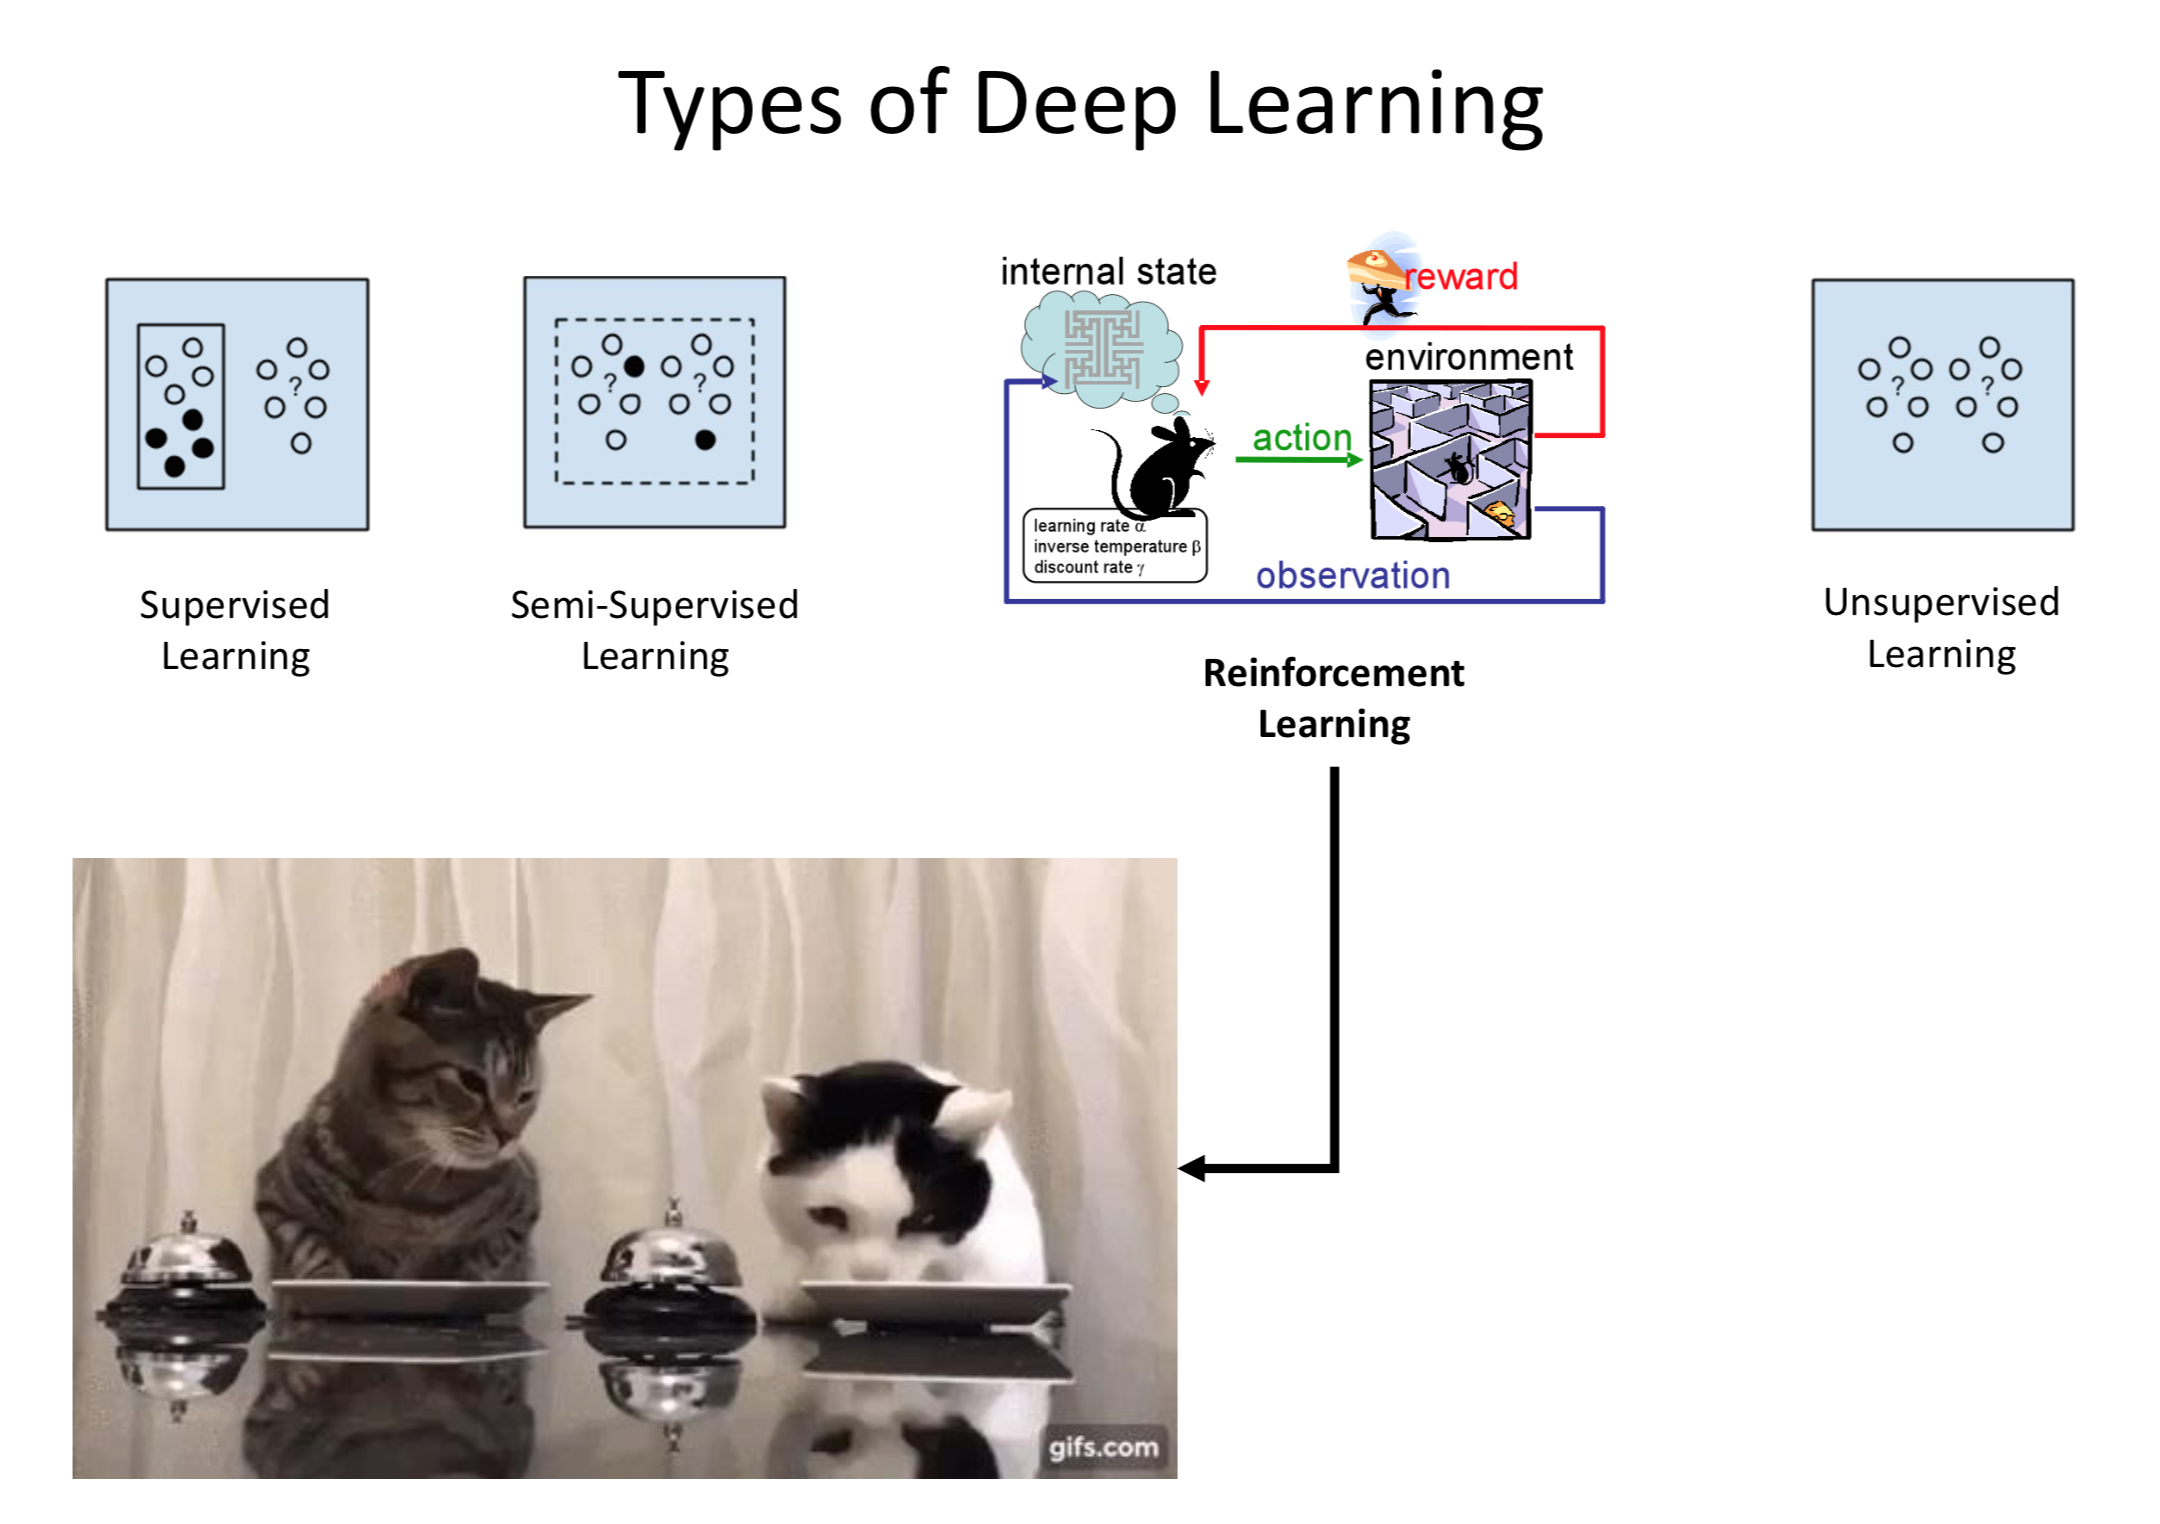 Types of Deep Learning
Supervised
Learning
Semi-Supervised
Learning
internal state
reward
environment
action
learning rate α
inverse temperature β
discount rate γ
observation
Reinforcement
Learning
?
? ?
? ?
Unsupervised
Learning
gifs.com